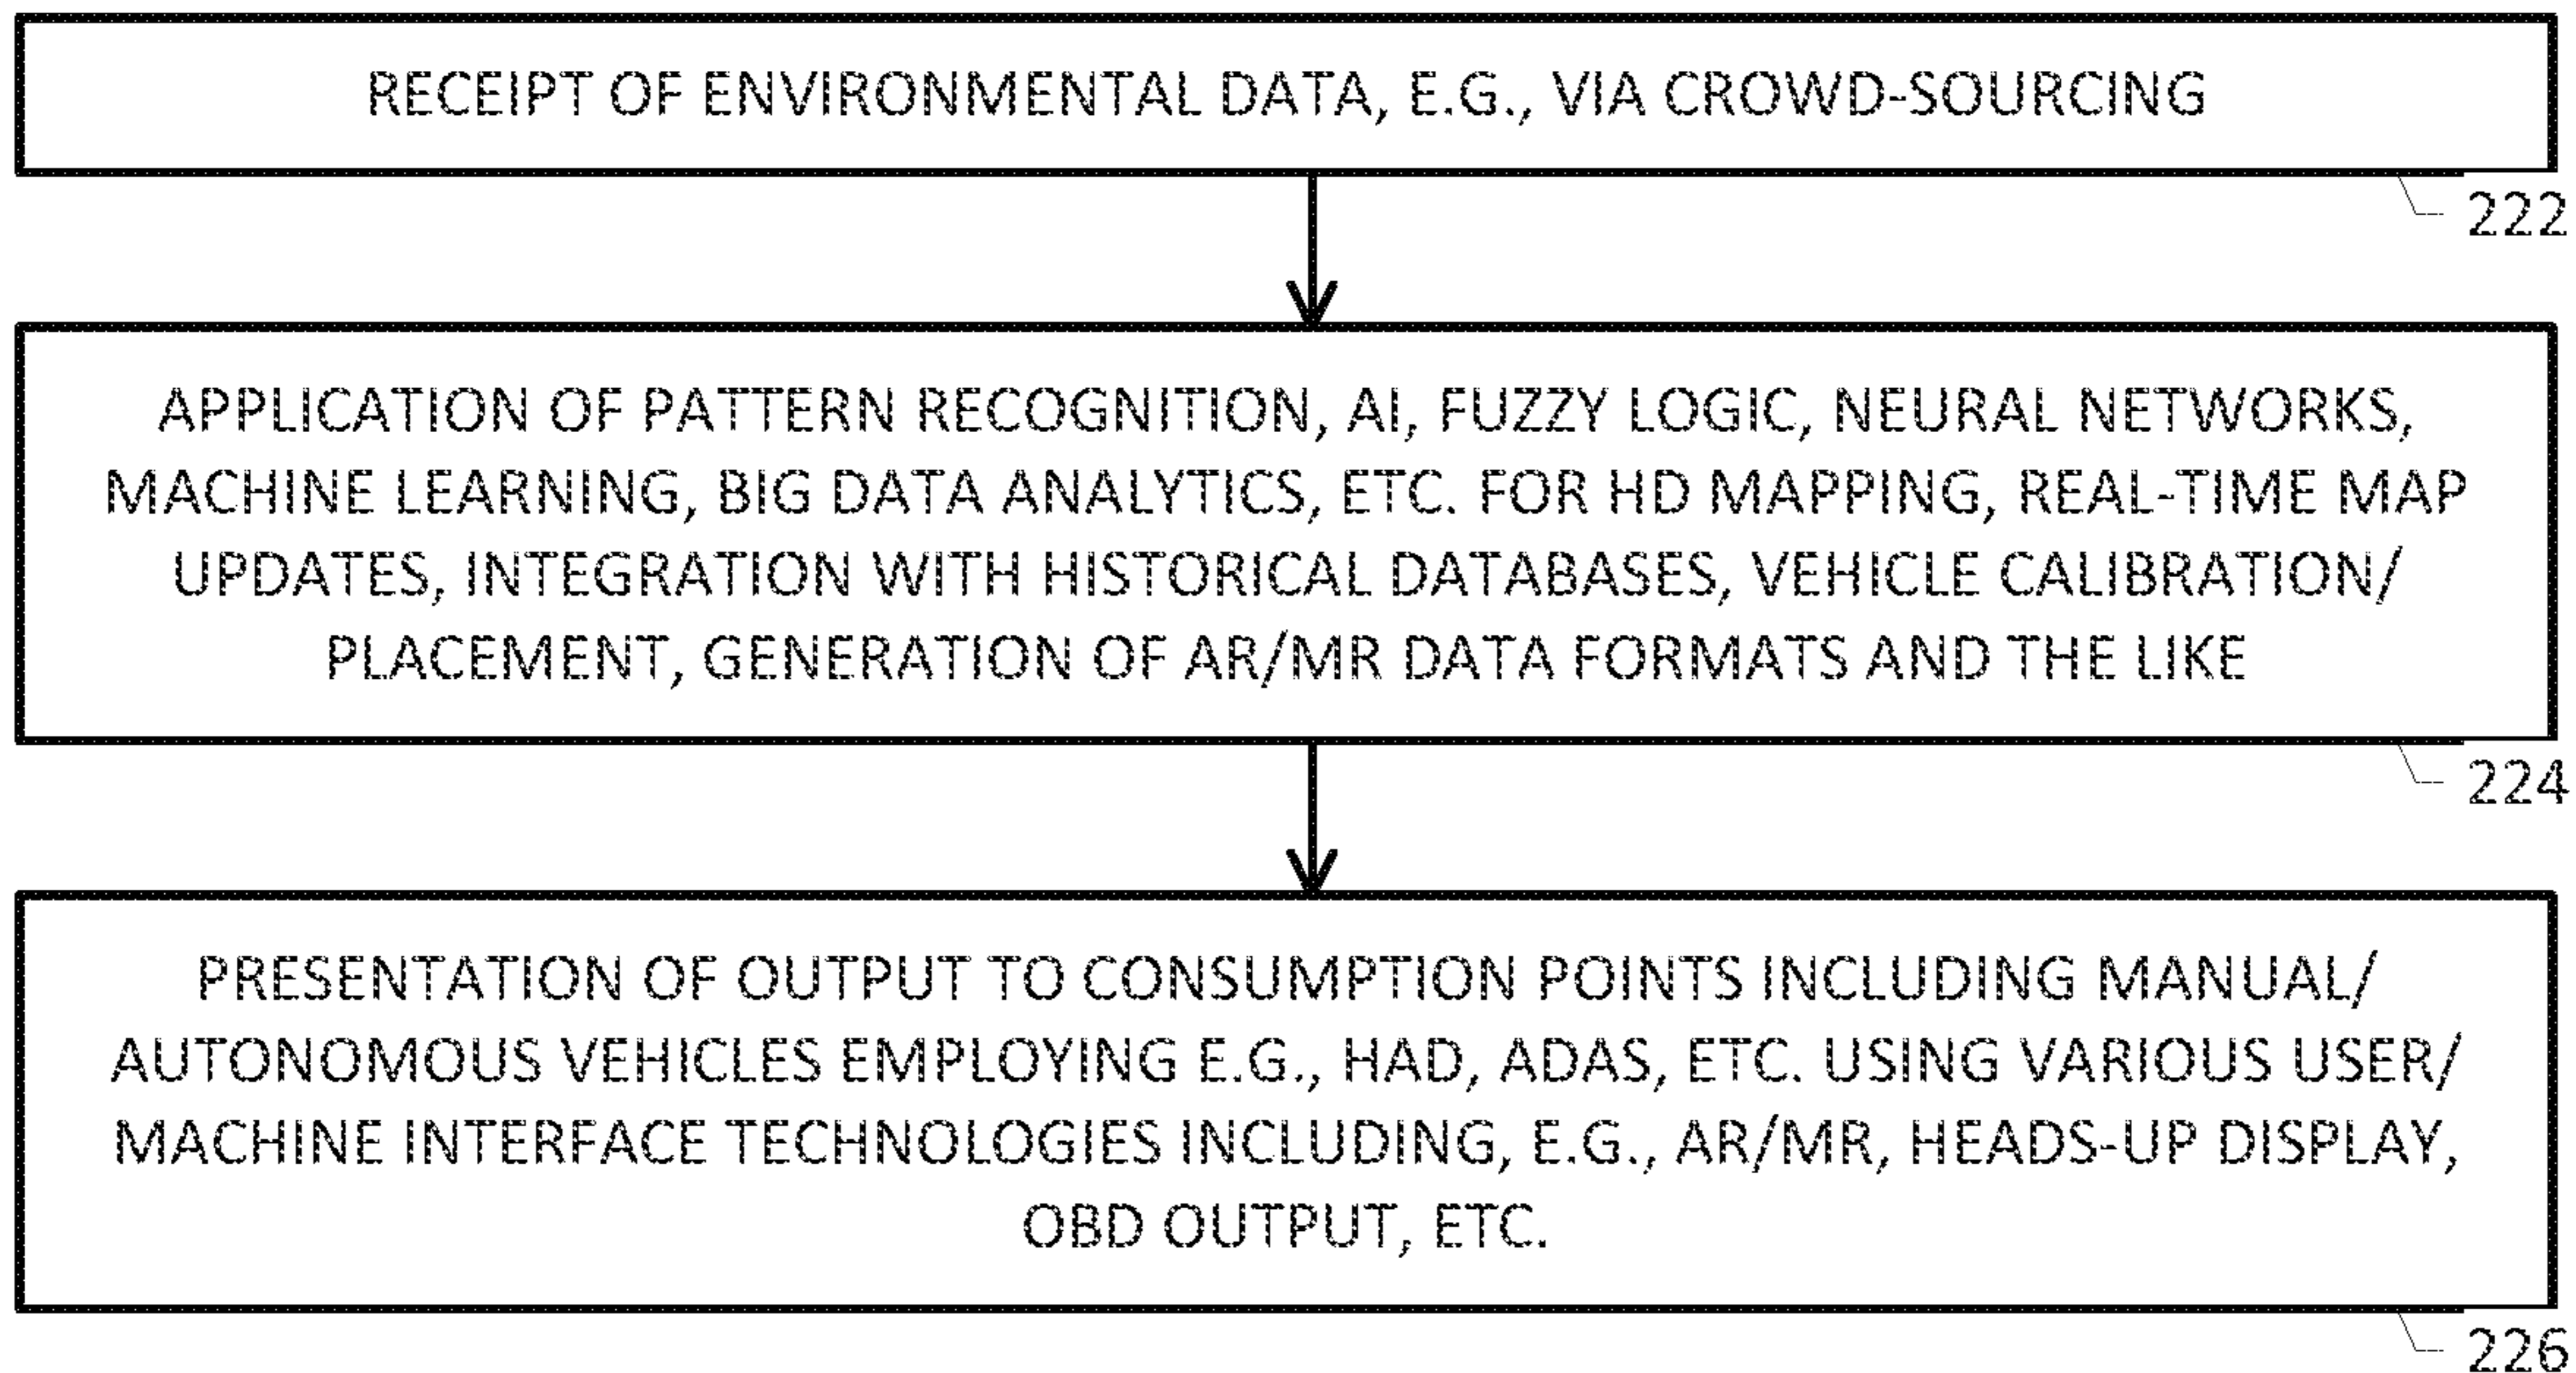 RECEIPT OF ENVIRONMENTAL DATA, E.G., VIA CROWD-SOURCING
222
APPLICATION OF PATTERN RECOGNITION, AI, FUZZY LOGIC, NEURAL NETWORKS,
MACHINE LEARNING, BIG DATA ANALYTICS, ETC. FOR HD MAPPING, REAL-TIME MAP
UPDATES, INTEGRATION WITH HISTORICAL DATABASES, VEHICLE CALIBRATION/
PLACEMENT, GENERATION OF AR/MR DATA FORMATS AND THE LIKE
224
PRESENTATION OF OUTPUT TO CONSUMPTION POINTS INCLUDING MANUAL/
AUTONOMOUS VEHICLES EMPLOYING E.G., HAD, ADAS, ETC. USING VARIOUS USER/
MACHINE INTERFACE TECHNOLOGIES INCLUDING, E.G., AR/MR, HEADS-UP DISPLAY,
OBD OUTPUT, ETC.
226